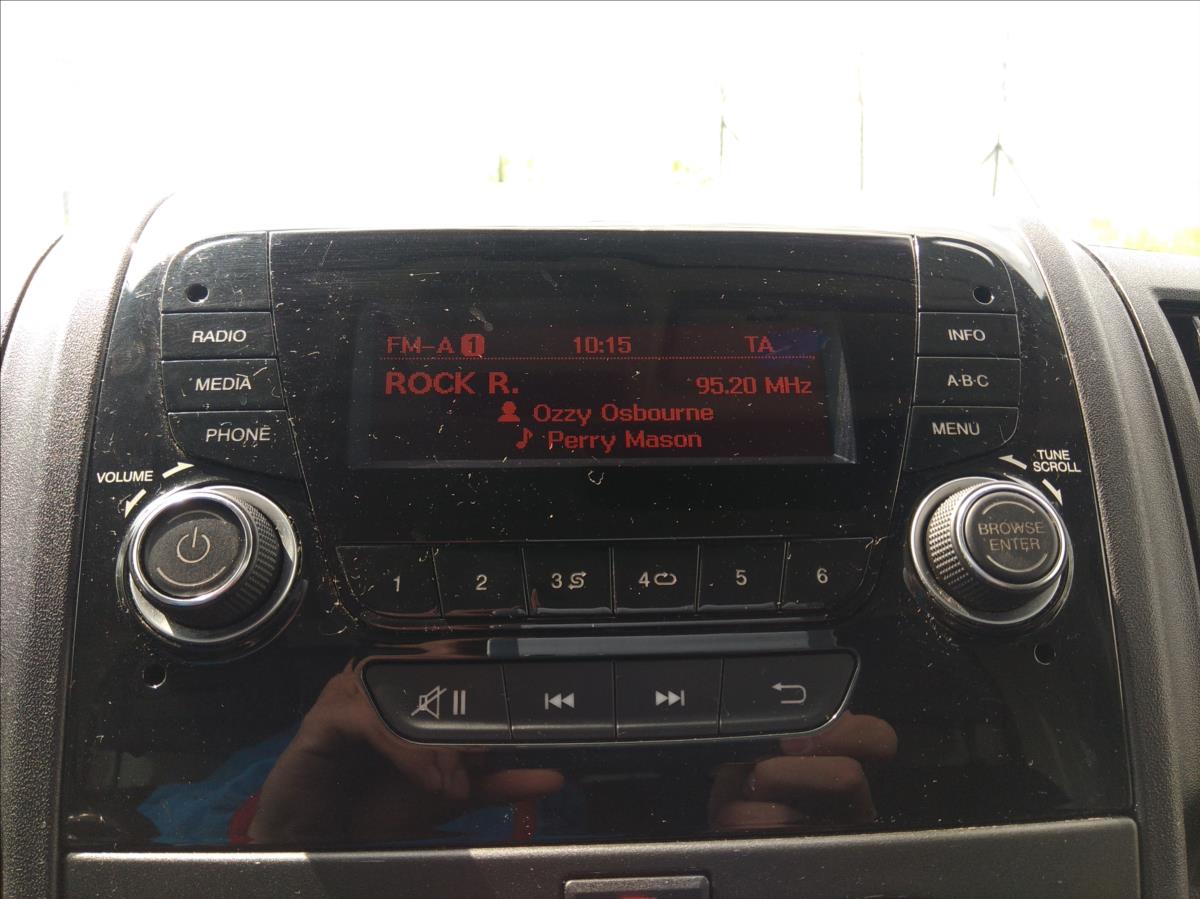 RADIO
MEDIA
PHONE
VOLUME
FM-A 1 10:15 TA
ROCK R. 95.20 MHz
Ozzy Osbourne
Perry Mason
INFO
A·B·C
MENU
TUNE
SCROLL
BROWSE
ENTER
1 2 3 4 5 6